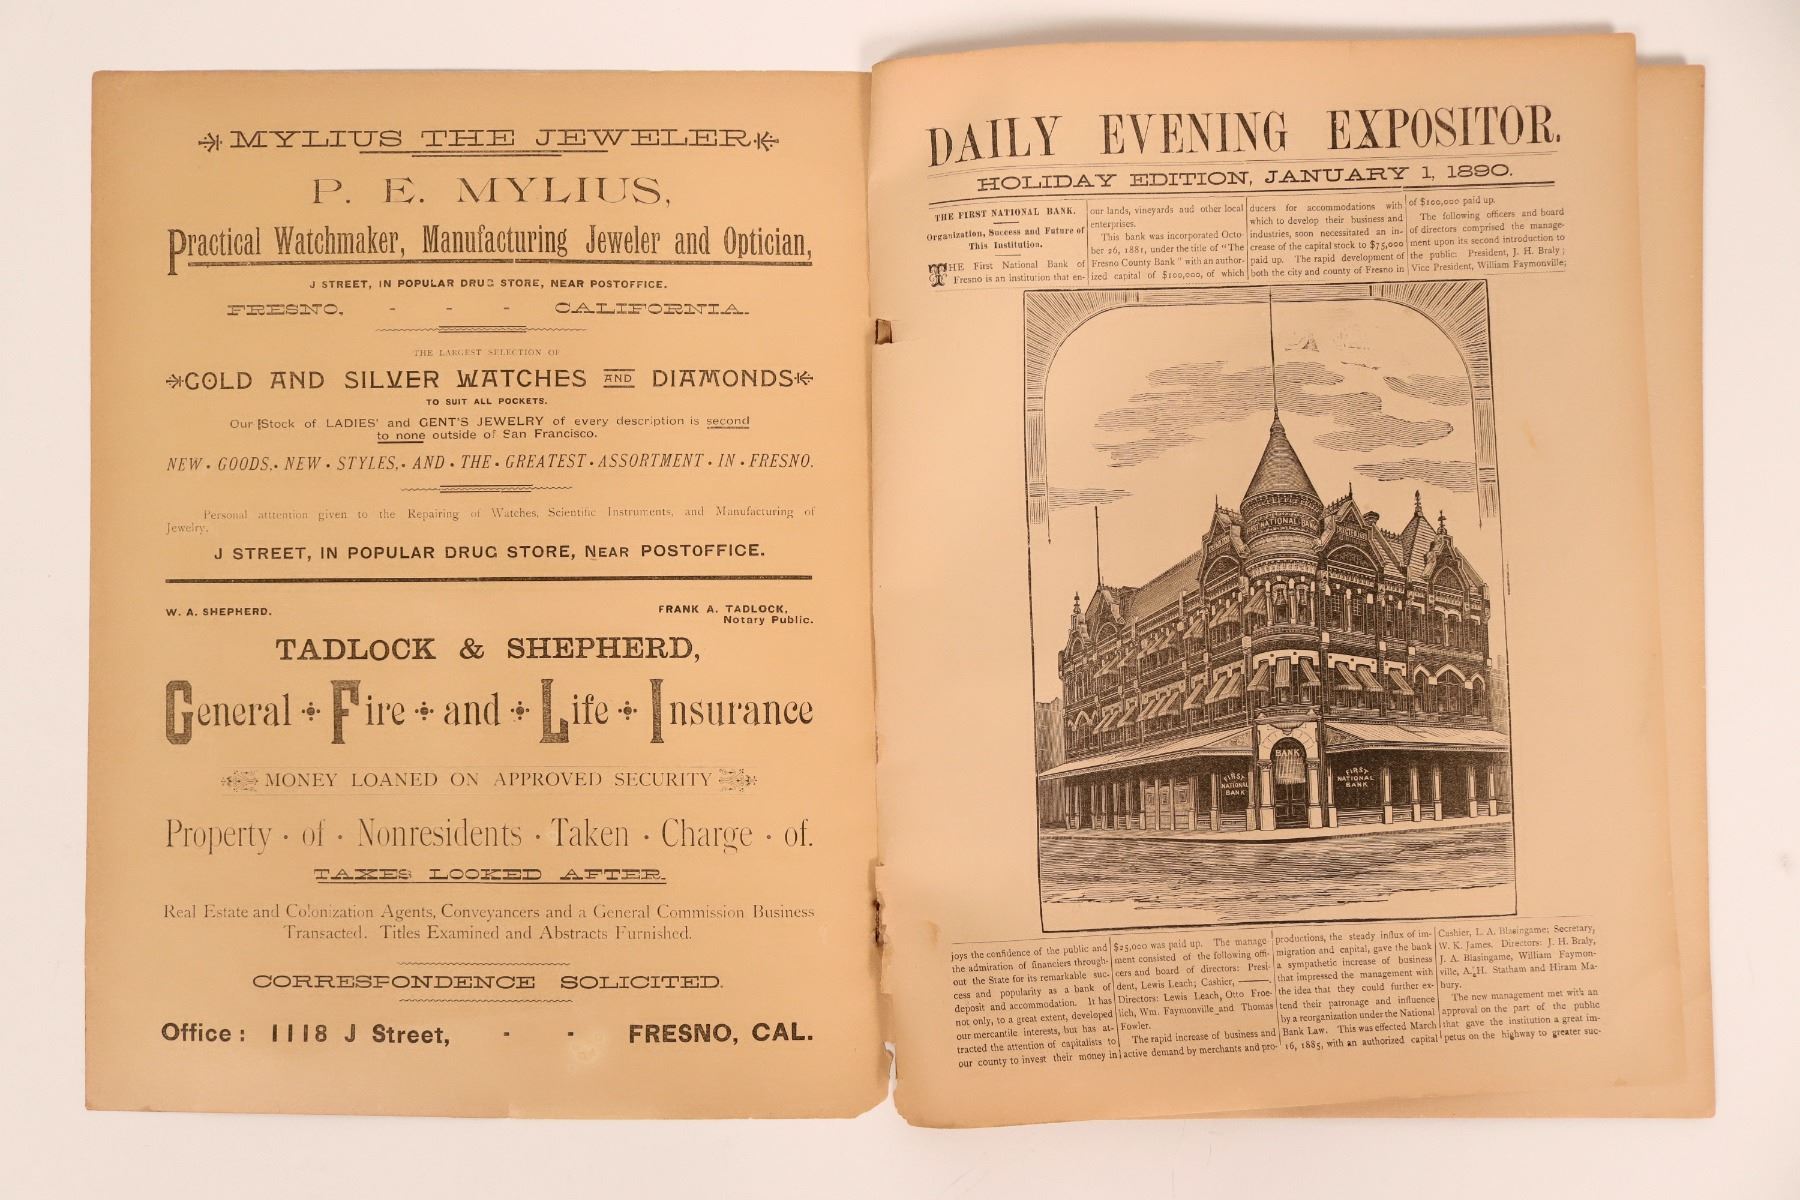 MYLIUS THE JEWELER
P. E. MYLIUS,
Practical Watchmaker, Manufacturing Jeweler and Optician,
J STREET, IN POPULAR DRUG STORE, NEAR POSTOFFICE.
FRESNO, - - - CALIFORNIA.
THE LARGEST SELECTION OF
GOLD AND SILVER WATCHES AND DIAMONDS
TO SUIT ALL POCKETS.
Our Stock of LADIES' and GENT'S JEWELRY of every description is second
to none outside of San Francisco.
NEW · GOODS, · NEW · STYLES, · AND · THE · GREATEST · ASSORTMENT · IN · FRESNO.
Personal atttention given to the Repairing of Watches, Scientific Instruments, and Manufacturing of
Jewelry.
J STREET, IN POPULAR DRUG STORE, NEAR POSTOFFICE.
W. A. SHEPHERD.
FRANK A. TADLOCK,
Notary Public.
TADLOCK & SHEPHERD,
General Fire and Life Insurance
MONEY LOANED ON APPROVED SECURITY
Property · of · Nonresidents · Taken · Charge · of.
TAXES LOOKED AFTER.
Real Estate and Colonization Agents, Conveyancers and a General Commission Business
Transacted. Titles Examined and Abstracts Furnished.
CORRESPONDENCE SOLICITED.
Office: 1118 J Street, - - FRESNO, CAL.
DAILY EVENING EXPOSITOR.
HOLIDAY EDITION, JANUARY 1, 1890.
THE FIRST NATIONAL BANK.
Organization, Success and Future of
This Institution.
THE First National Bank of
Fresno is an institution that en-
joys the confidence of the public and
the admiration of financiers through-
out the State for its remarkable suc-
cess and popularity as a bank of
deposit and accommodation. It has
not only, to a great extent, developed
our mercantile interests, but has at-
tracted the attention of capitalists to
our county to invest their money in
our lands, vineyards and other local
enterprises.
This bank was incorporated Octo-
ber 26, 1881, under the title of "The
Fresno County Bank" with an author-
ized capital of $100,000, of which
$25,000 was paid up. The manage
ment consisted of the following offi-
cers and board of directors: Presi-
dent, Lewis Leach; Cashier, ———.
Directors: Lewis Leach, Otto Froe-
lich, Wm. Faymonville and Thomas
Fowler.
The rapid increase of business and
active demand by merchants and pro-
ducers for accommodations with
which to develop their business and
industries, soon necessitated an in-
crease of the capital stock to $75,000
paid up. The rapid development of
both the city and county of Fresno in
productions, the steady influx of im-
migration and capital, gave the bank
a sympathetic increase of business
that impressed the management with
the idea that they could further ex-
tend their patronage and influence
by a reorganization under the National
Bank Law. This was effected March
16, 1885, with an authorized capital
of $100,000 paid up.
The following officers and board
of directors comprised the manage-
ment upon its second introduction to
the public: President, J. H. Braly;
Vice President, William Faymonville;
Cashier, L. A. Blasingame; Secretary,
W. K. James. Directors: J. H. Braly,
J. A. Blasingame, William Faymon-
ville, A. H. Statham and Hiram Ma-
bury.
The new management met with an
approval on the part of the public
that gave the institution a great im-
petus on the highway to greater suc-
NATIONAL BANK
BANK
FIRST
NATIONAL
BANK
FIRST
NATIONAL
BANK